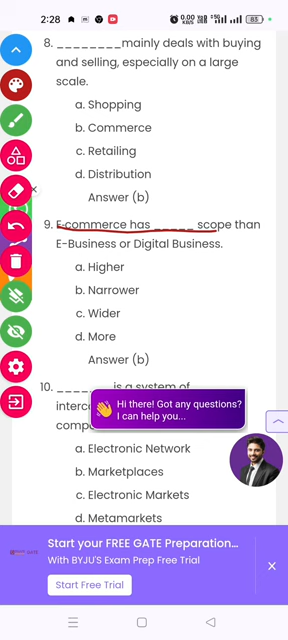 2:28
0.00 KB/S
83
8. ________mainly deals with buying
and selling, especially on a large
scale.
a. Shopping
b. Commerce
c. Retailing
d. Distribution
Answer (b)
9. E-commerce has _____ scope than
E-Business or Digital Business.
a. Higher
b. Narrower
c. Wider
d. More
Answer (b)
10. is a system of
Hi there! Got any questions?
I can help you...
a. Electronic Network
b. Marketplaces
c. Electronic Markets
d. Metamarkets
Start your FREE GATE Preparation...
With BYJU'S Exam Prep Free Trial
Start Free Trial